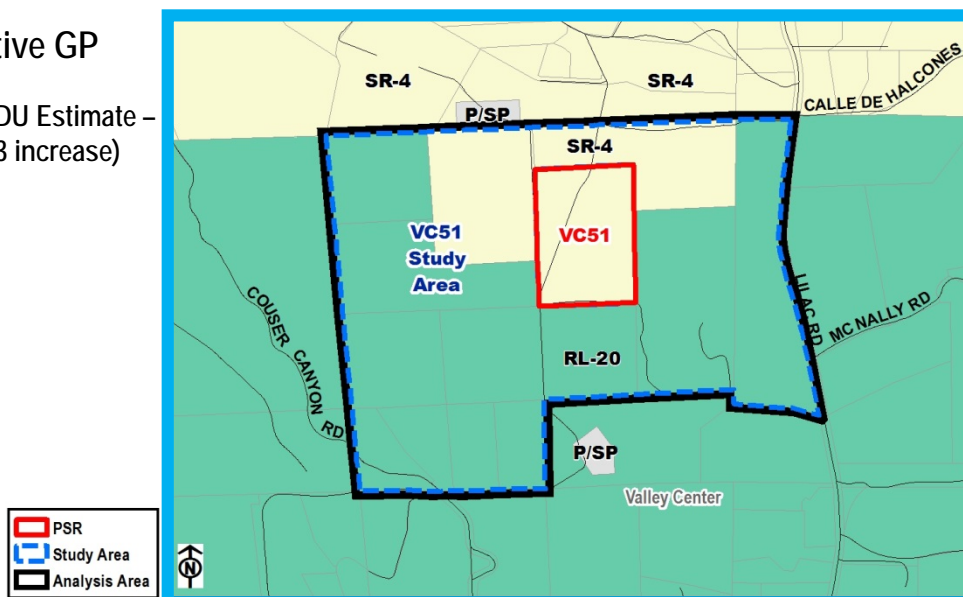 tive GP
DU Estimate –
3 increase)
SR-4
SR-4
CALLE DE HALCONES
P/SP
SR-4
VC51
Study
Area
VC51
COUSER CANYON RD
LILAC RD
MC NALLY RD
RL-20
P/SP
Valley Center
PSR
Study Area
Analysis Area
N